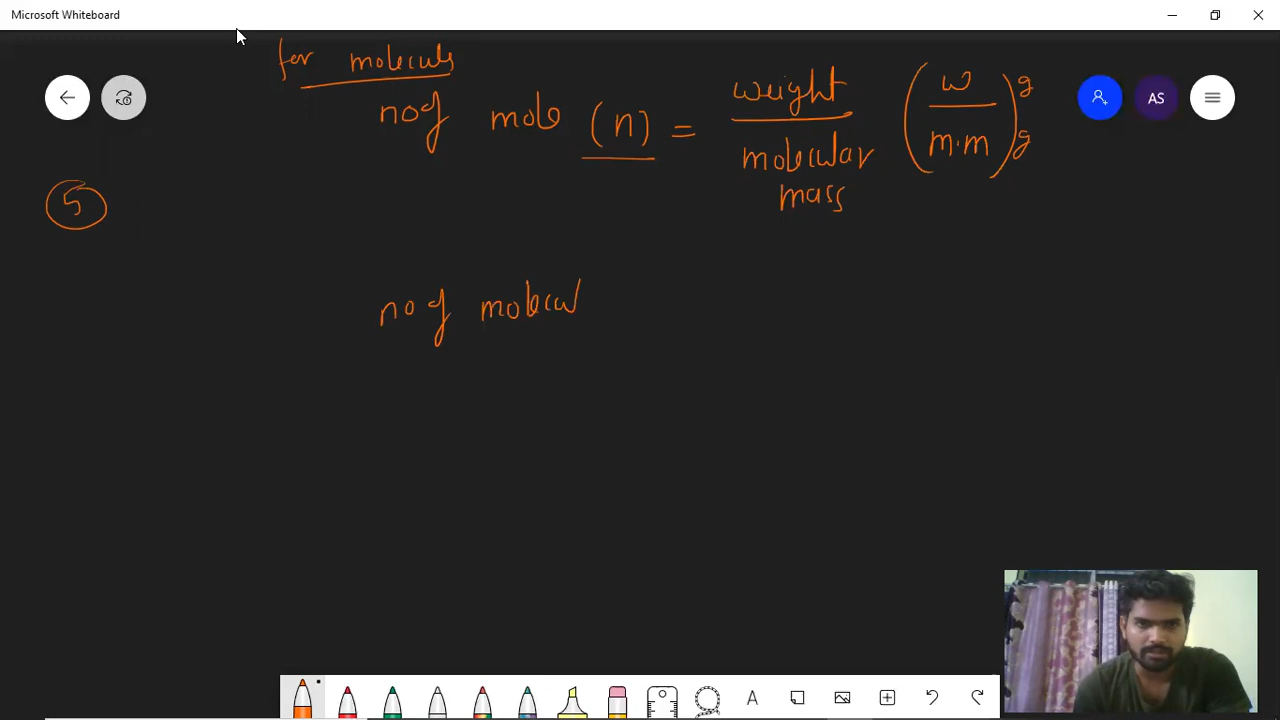 Microsoft Whiteboard
for molecule
no of mole (n) = weight / molecular mass (w / m.m) g g
AS
5
no of molecul
A